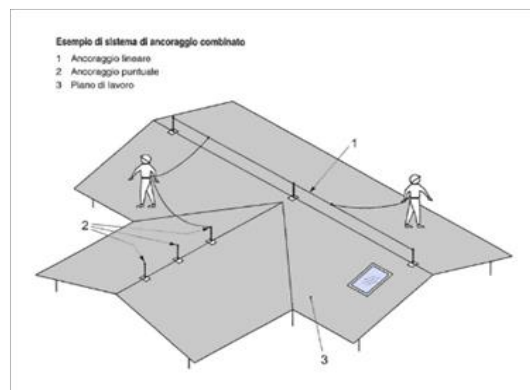 Esempio di sistema di ancoraggio combinato
1 Ancoraggio lineare
2 Ancoraggio puntuale
3 Piano di lavoro
1
2
3